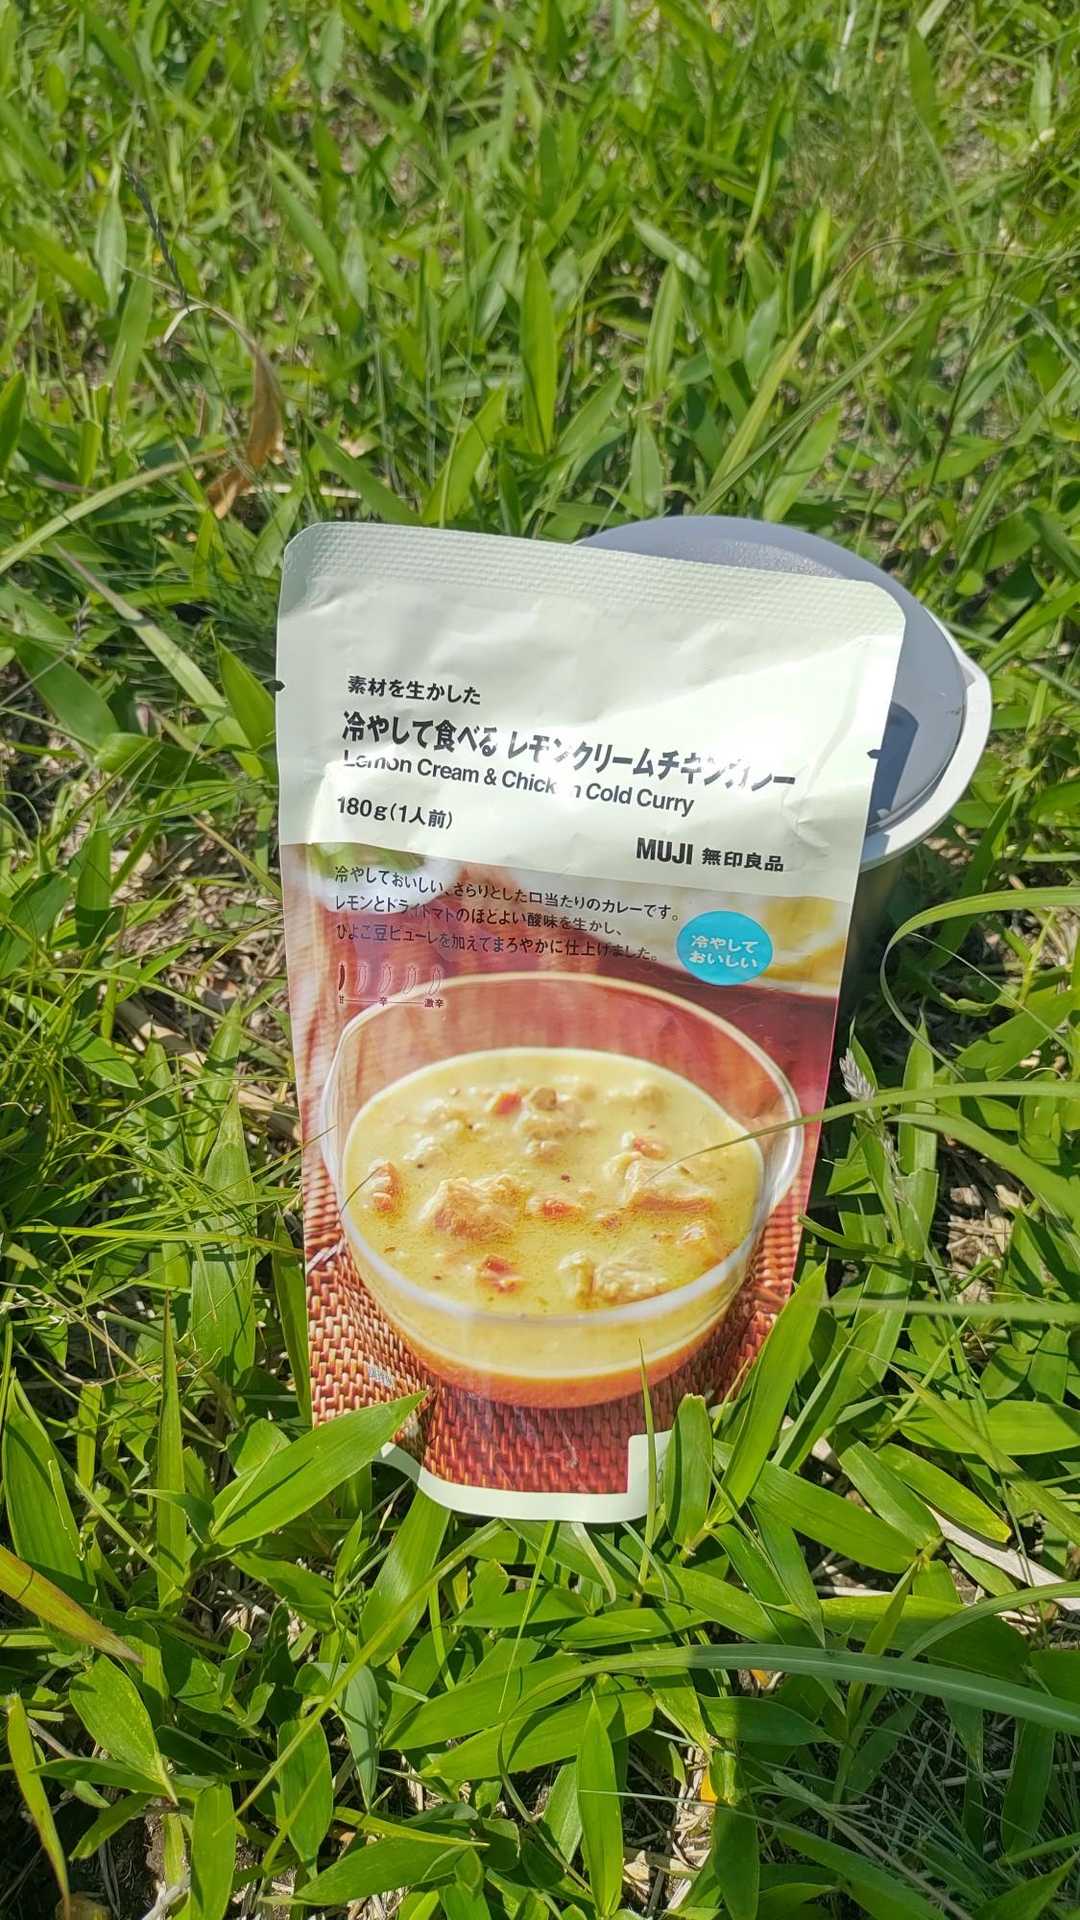 素材を生かした
冷やして食べる レモンクリームチキンカレー
Lemon Cream & Chicken Cold Curry
180g(1人前)
MUJI 無印良品
冷やしておいしい、さらりとした口当たりのカレーです。
レモンとドライトマトのほどよい酸味を生かし、
ひよこ豆ピューレを加えてまろやかに仕上げました。
冷やして
おいしい
甘 辛 激辛